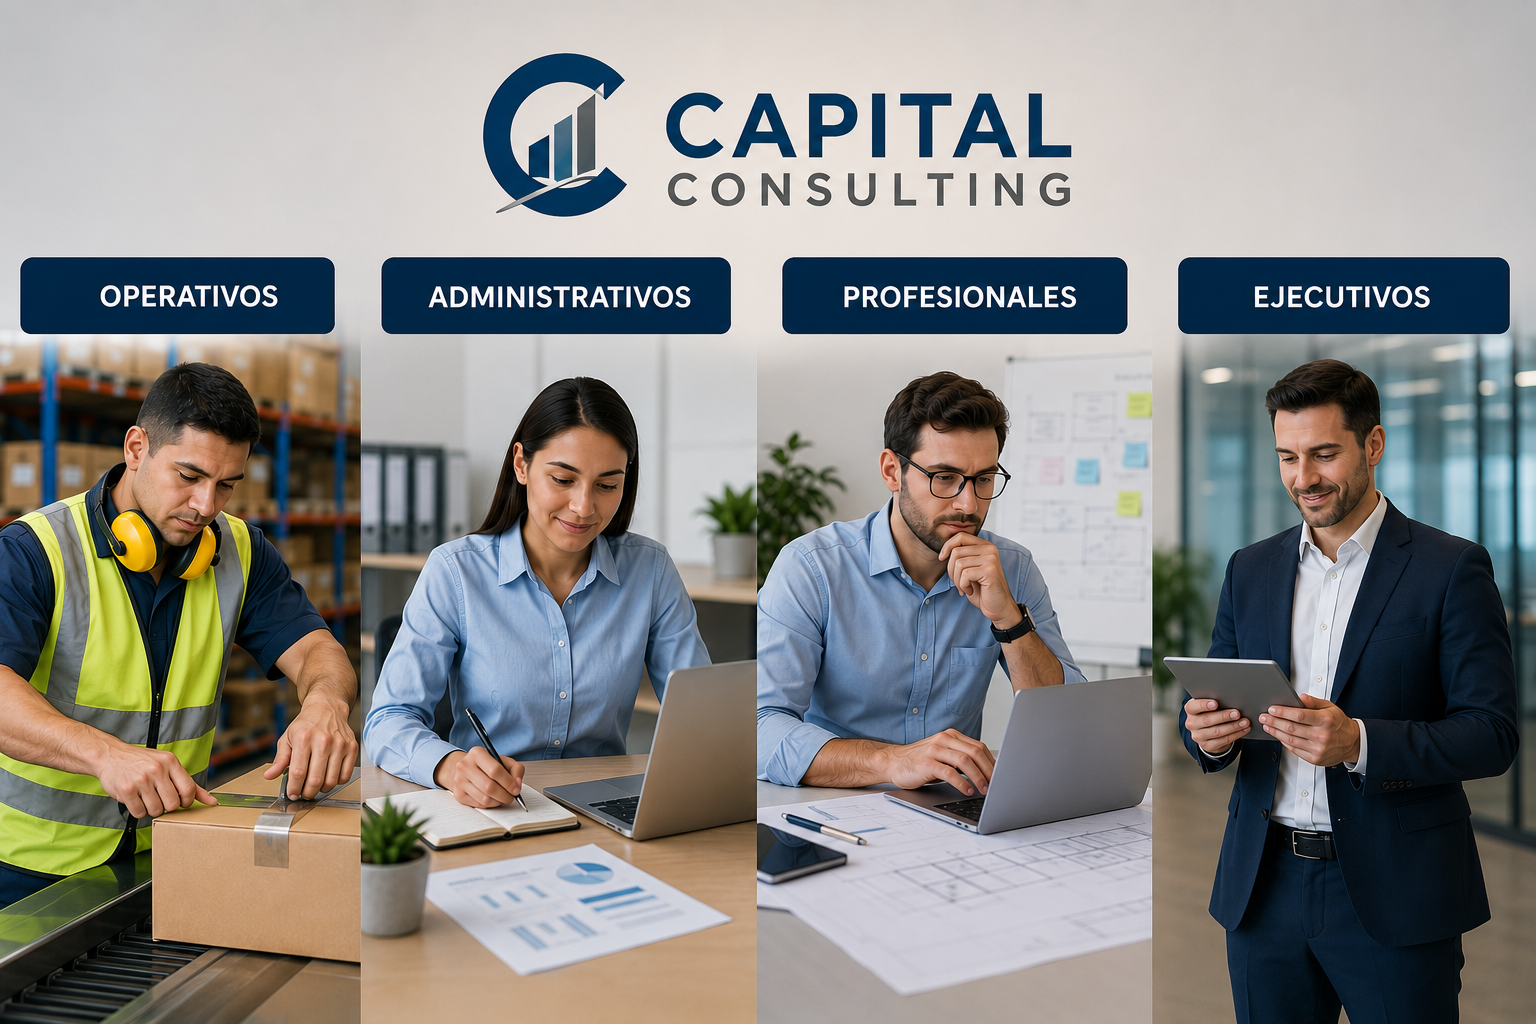 CAPITAL
CONSULTING
OPERATIVOS
ADMINISTRATIVOS
PROFESIONALES
EJECUTIVOS